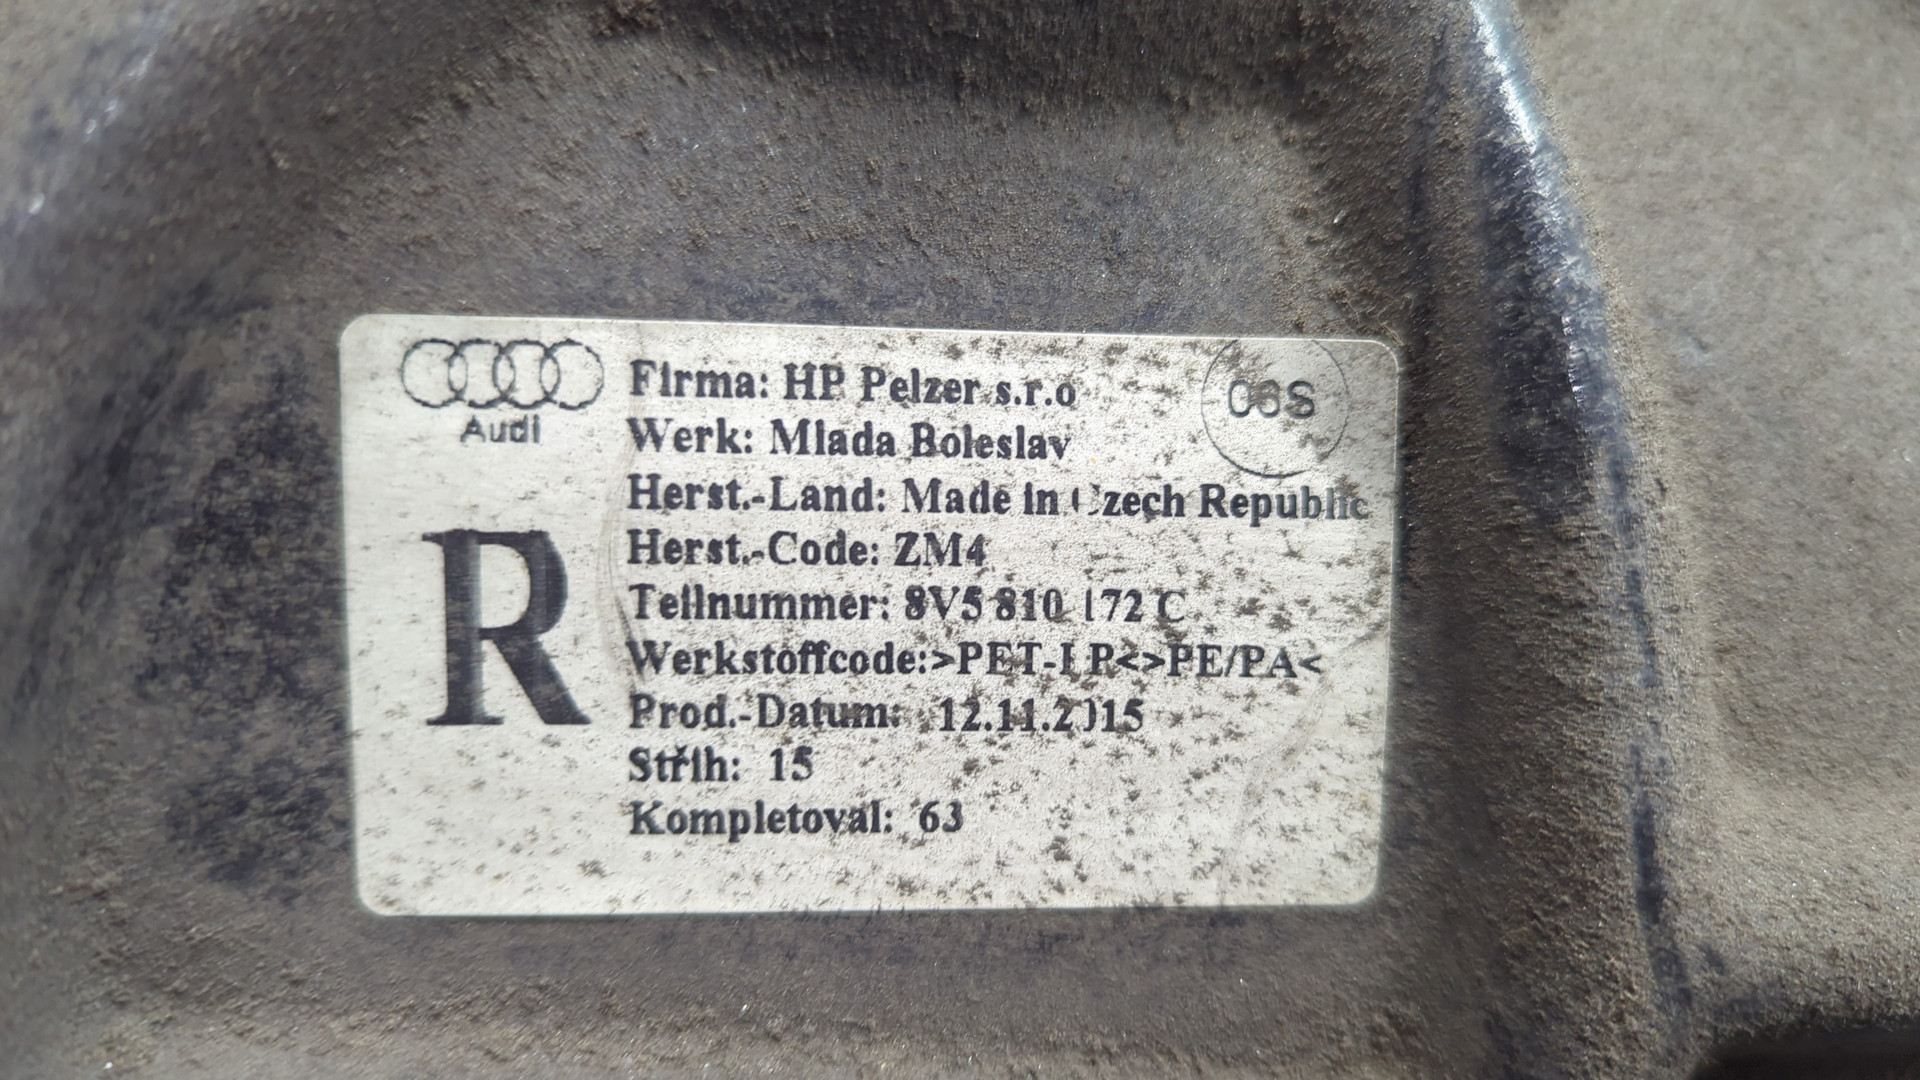 Audi
R
Firma: HP Pelzer s.r.o
Werk: Mlada Boleslav
Herst.-Land: Made in Czech Republic
Herst.-Code: ZM4
Teilnummer: 8V5 810 172 C
Werkstoffcode:>PET-LP<>PE/PA<
Prod.-Datum: 12.11.2015
Střih: 15
Kompletoval: 63
06S